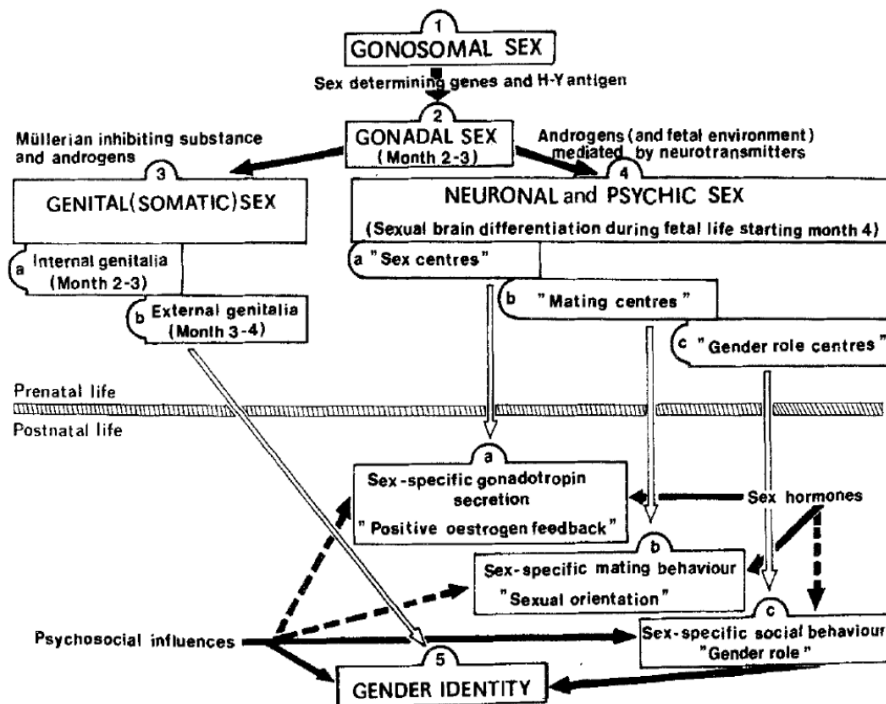 1
GONOSOMAL SEX
Sex determining genes and H-Y antigen
2
GONADAL SEX
(Month 2-3)
Müllerian inhibiting substance
and androgens
Androgens (and fetal environment)
mediated by neurotransmitters
3
GENITAL (SOMATIC) SEX
4
NEURONAL and PSYCHIC SEX
(Sexual brain differentiation during fetal life starting month 4)
a Internal genitalia
(Month 2-3)
b External genitalia
(Month 3-4)
a "Sex centres"
b "Mating centres"
c "Gender role centres"
Prenatal life
Postnatal life
a
Sex-specific gonadotropin
secretion
"Positive oestrogen feedback"
Sex hormones
b
Sex-specific mating behaviour
"Sexual orientation"
c
Sex-specific social behaviour
"Gender role"
Psychosocial influences
5
GENDER IDENTITY